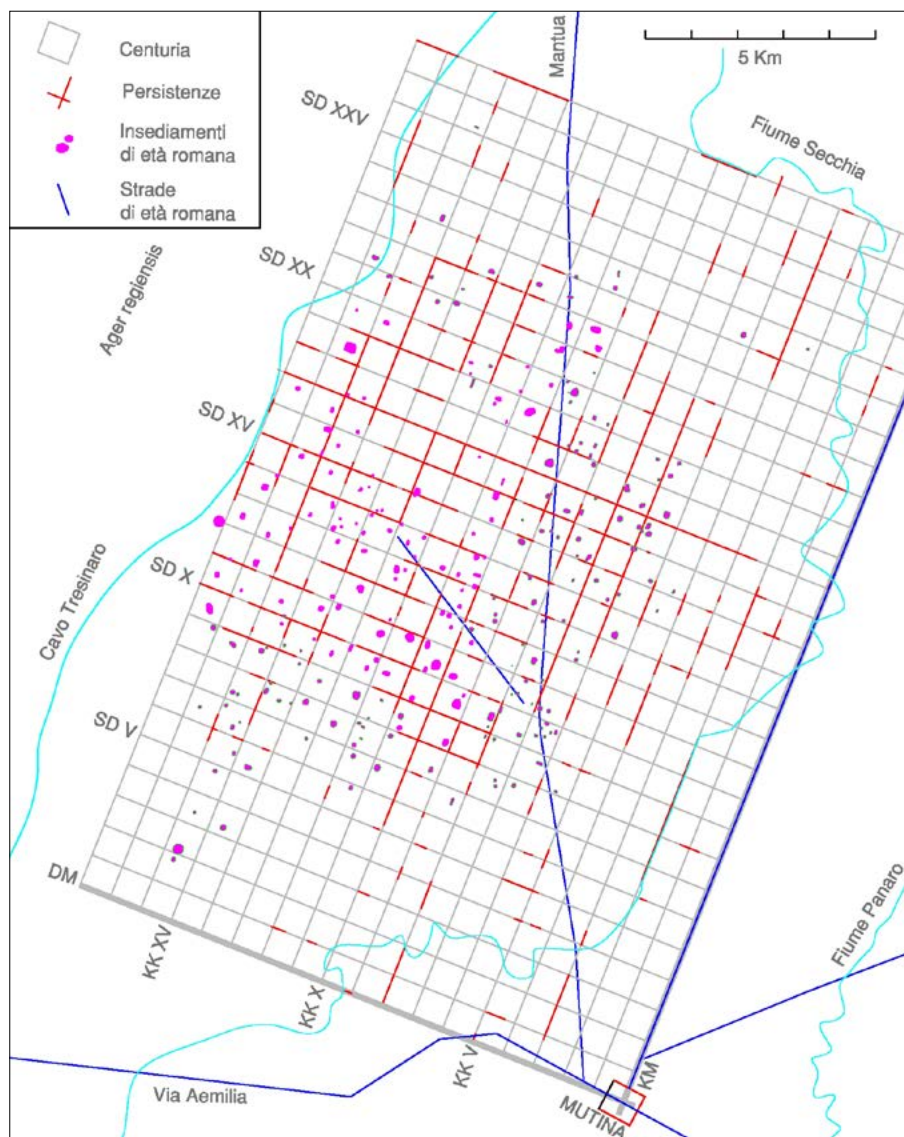 Centuria
Persistenze
Insediamenti
di età romana
Strade
di età romana
Mantua
5 Km
Fiume Secchia
SD XXV
SD XX
Ager regiensis
SD XV
SD X
Cavo Tresinaro
SD V
DM
KK XV
KK X
KK V
Fiume Panaro
Via Aemilia
KM
MUTINA